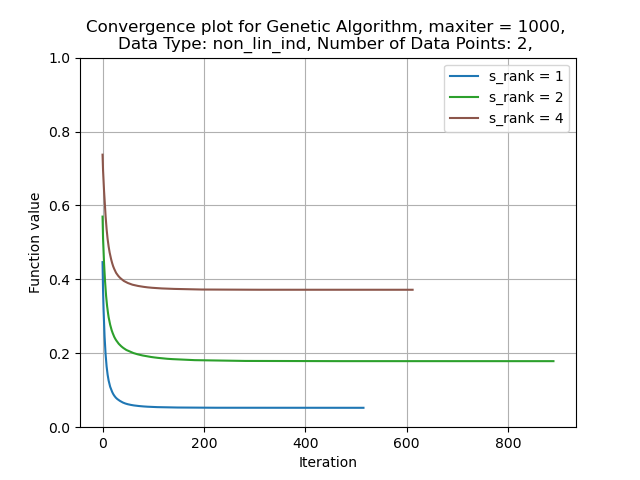 Convergence plot for Genetic Algorithm, maxiter = 1000,
Data Type: non_lin_ind, Number of Data Points: 2,
s_rank = 1
s_rank = 2
s_rank = 4
Function value
1.0
0.8
0.6
0.4
0.2
0.0
0 200 400 600 800
Iteration